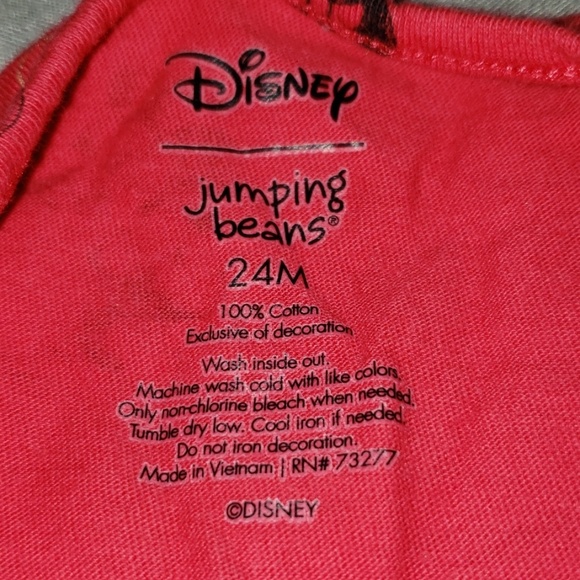 Disney
jumping
beans®
24M
100% Cotton
Exclusive of decoration
Wash inside out.
Machine wash cold with like colors.
Only non-chlorine bleach when needed.
Tumble dry low. Cool iron if needed.
Do not iron decoration.
Made in Vietnam | RN# 73277
©DISNEY